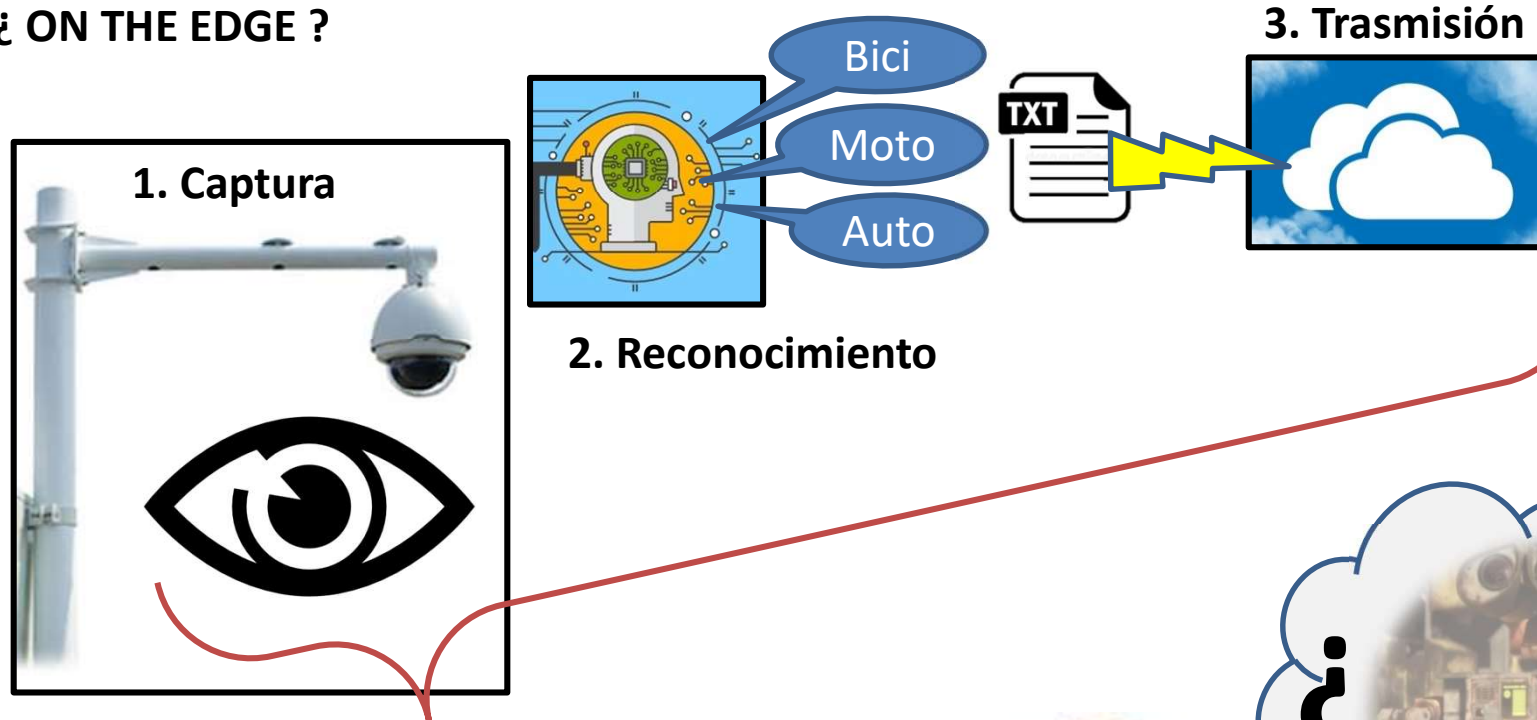 ¿ ON THE EDGE ?
3. Trasmisión
Bici
TXT
Moto
1. Captura
Auto
2. Reconocimiento
¿